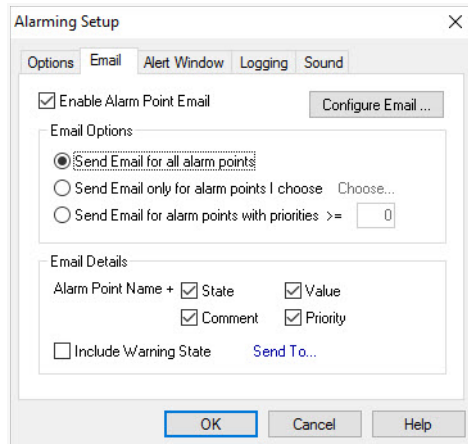 Alarming Setup
Options Email Alert Window Logging Sound
Enable Alarm Point Email Configure Email ...
Email Options
Send Email for all alarm points
Send Email only for alarm points I choose Choose...
Send Email for alarm points with priorities >= 0
Email Details
Alarm Point Name + State Value
Comment Priority
Include Warning State Send To...
OK Cancel Help